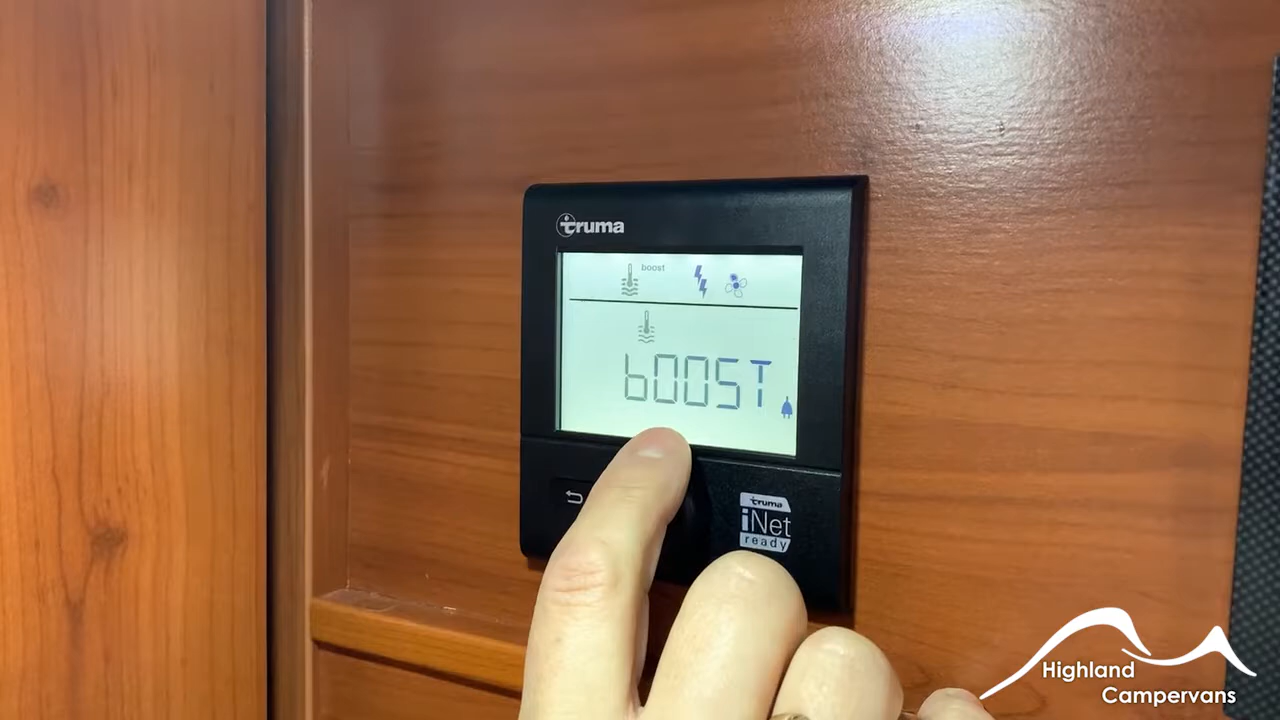 truma
boost
bOOST
truma
iNet
ready
Highland
Campervans